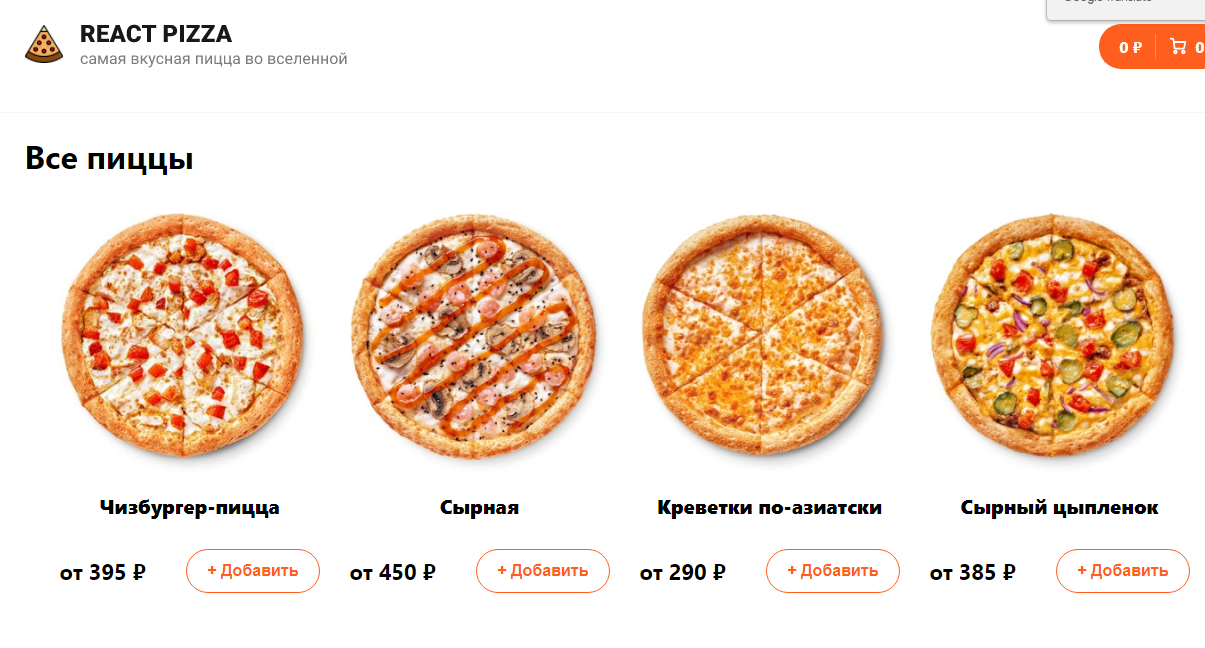 REACT PIZZA
самая вкусная пицца во вселенной
0 ₽ 0
Все пиццы
Чизбургер-пицца
Сырная
Креветки по-азиатски
Сырный цыпленок
от 395 ₽ + Добавить
от 450 ₽ + Добавить
от 290 ₽ + Добавить
от 385 ₽ + Добавить